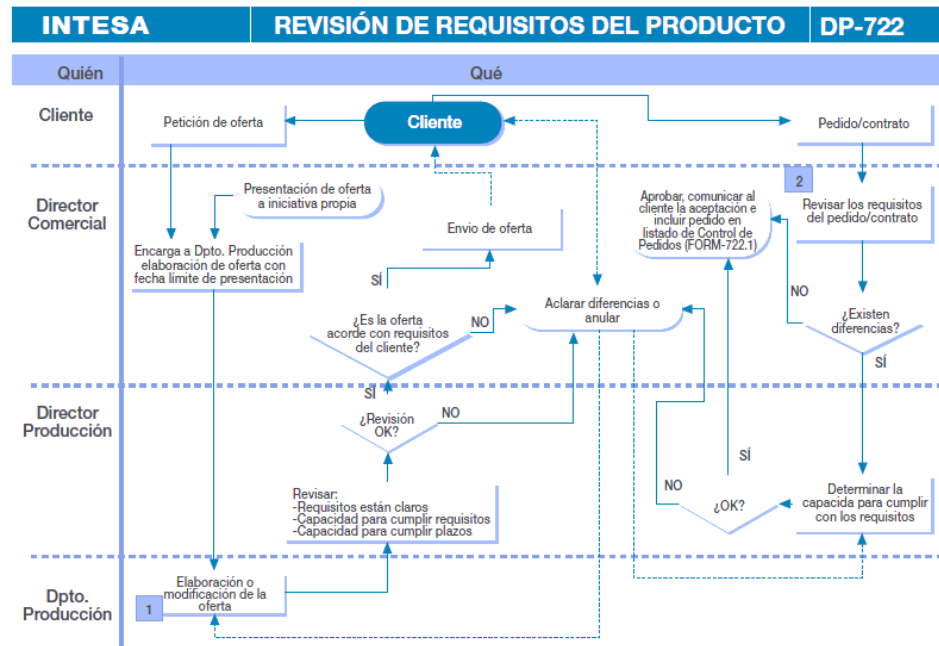 INTESA
REVISIÓN DE REQUISITOS DEL PRODUCTO
DP-722
Quién
Qué
Cliente
Petición de oferta
Cliente
Pedido/contrato
Director
Comercial
Presentación de oferta
a iniciativa propia
Encarga a Dpto. Producción
elaboración de oferta con
fecha límite de presentación
Envio de oferta
SÍ
¿Es la oferta
acorde con requisitos
del cliente?
NO
Aclarar diferencias o
anular
Aprobar, comunicar al
cliente la aceptación e
incluir pedido en
listado de Control de
Pedidos (FORM-722.1)
2
Revisar los requisitos
del pedido/contrato
NO
¿Existen
diferencias?
SÍ
Director
Producción
SÍ
¿Revisión
OK?
NO
Revisar:
-Requisitos están claros
-Capacidad para cumplir requisitos
-Capacidad para cumplir plazos
NO
¿OK?
SÍ
Determinar la
capacida para cumplir
con los requisitos
Dpto.
Producción
1
Elaboración o
modificación de la
oferta